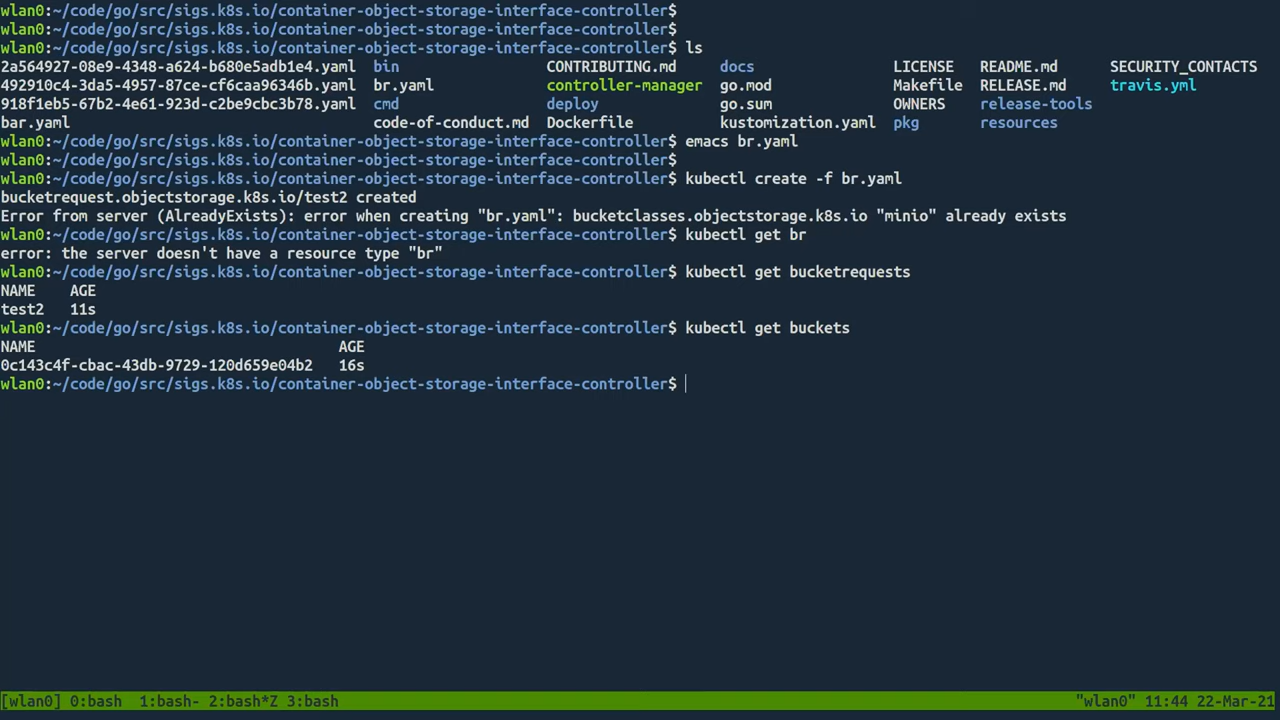 wlan0:~/code/go/src/sigs.k8s.io/container-object-storage-interface-controller$
wlan0:~/code/go/src/sigs.k8s.io/container-object-storage-interface-controller$
wlan0:~/code/go/src/sigs.k8s.io/container-object-storage-interface-controller$ ls
2a564927-08e9-4348-a624-b680e5adb1e4.yaml  bin  CONTRIBUTING.md  docs  LICENSE  README.md  SECURITY_CONTACTS
492910c4-3da5-4957-87ce-cf6caa96346b.yaml  br.yaml  controller-manager  go.mod  Makefile  RELEASE.md  travis.yml
918f1eb5-67b2-4e61-923d-c2be9cbc3b78.yaml  cmd  deploy  go.sum  OWNERS  release-tools
bar.yaml  code-of-conduct.md  Dockerfile  kustomization.yaml  pkg  resources
wlan0:~/code/go/src/sigs.k8s.io/container-object-storage-interface-controller$ emacs br.yaml
wlan0:~/code/go/src/sigs.k8s.io/container-object-storage-interface-controller$
wlan0:~/code/go/src/sigs.k8s.io/container-object-storage-interface-controller$ kubectl create -f br.yaml
bucketrequest.objectstorage.k8s.io/test2 created
Error from server (AlreadyExists): error when creating "br.yaml": bucketclasses.objectstorage.k8s.io "minio" already exists
wlan0:~/code/go/src/sigs.k8s.io/container-object-storage-interface-controller$ kubectl get br
error: the server doesn't have a resource type "br"
wlan0:~/code/go/src/sigs.k8s.io/container-object-storage-interface-controller$ kubectl get bucketrequests
NAME    AGE
test2   11s
wlan0:~/code/go/src/sigs.k8s.io/container-object-storage-interface-controller$ kubectl get buckets
NAME                                   AGE
0c143c4f-cbac-43db-9729-120d659e04b2   16s
wlan0:~/code/go/src/sigs.k8s.io/container-object-storage-interface-controller$
[wlan0] 0:bash  1:bash- 2:bash*Z 3:bash  "wlan0" 11:44 22-Mar-21